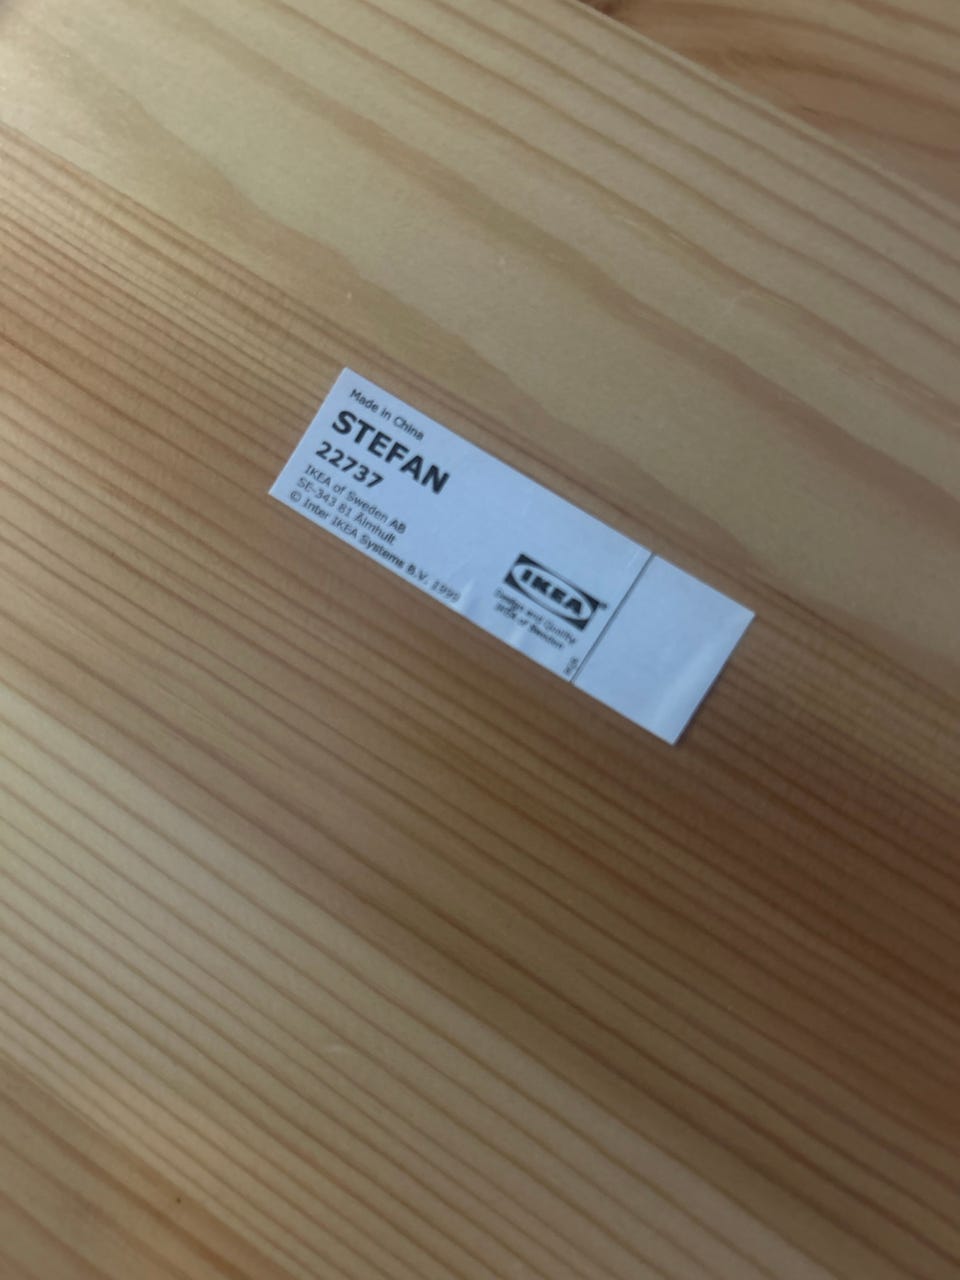 Made in China
STEFAN
22737
IKEA of Sweden AB
SE-343 81 Älmhult
© Inter IKEA Systems B.V. 1999
IKEA®
Design and Quality
IKEA of Sweden